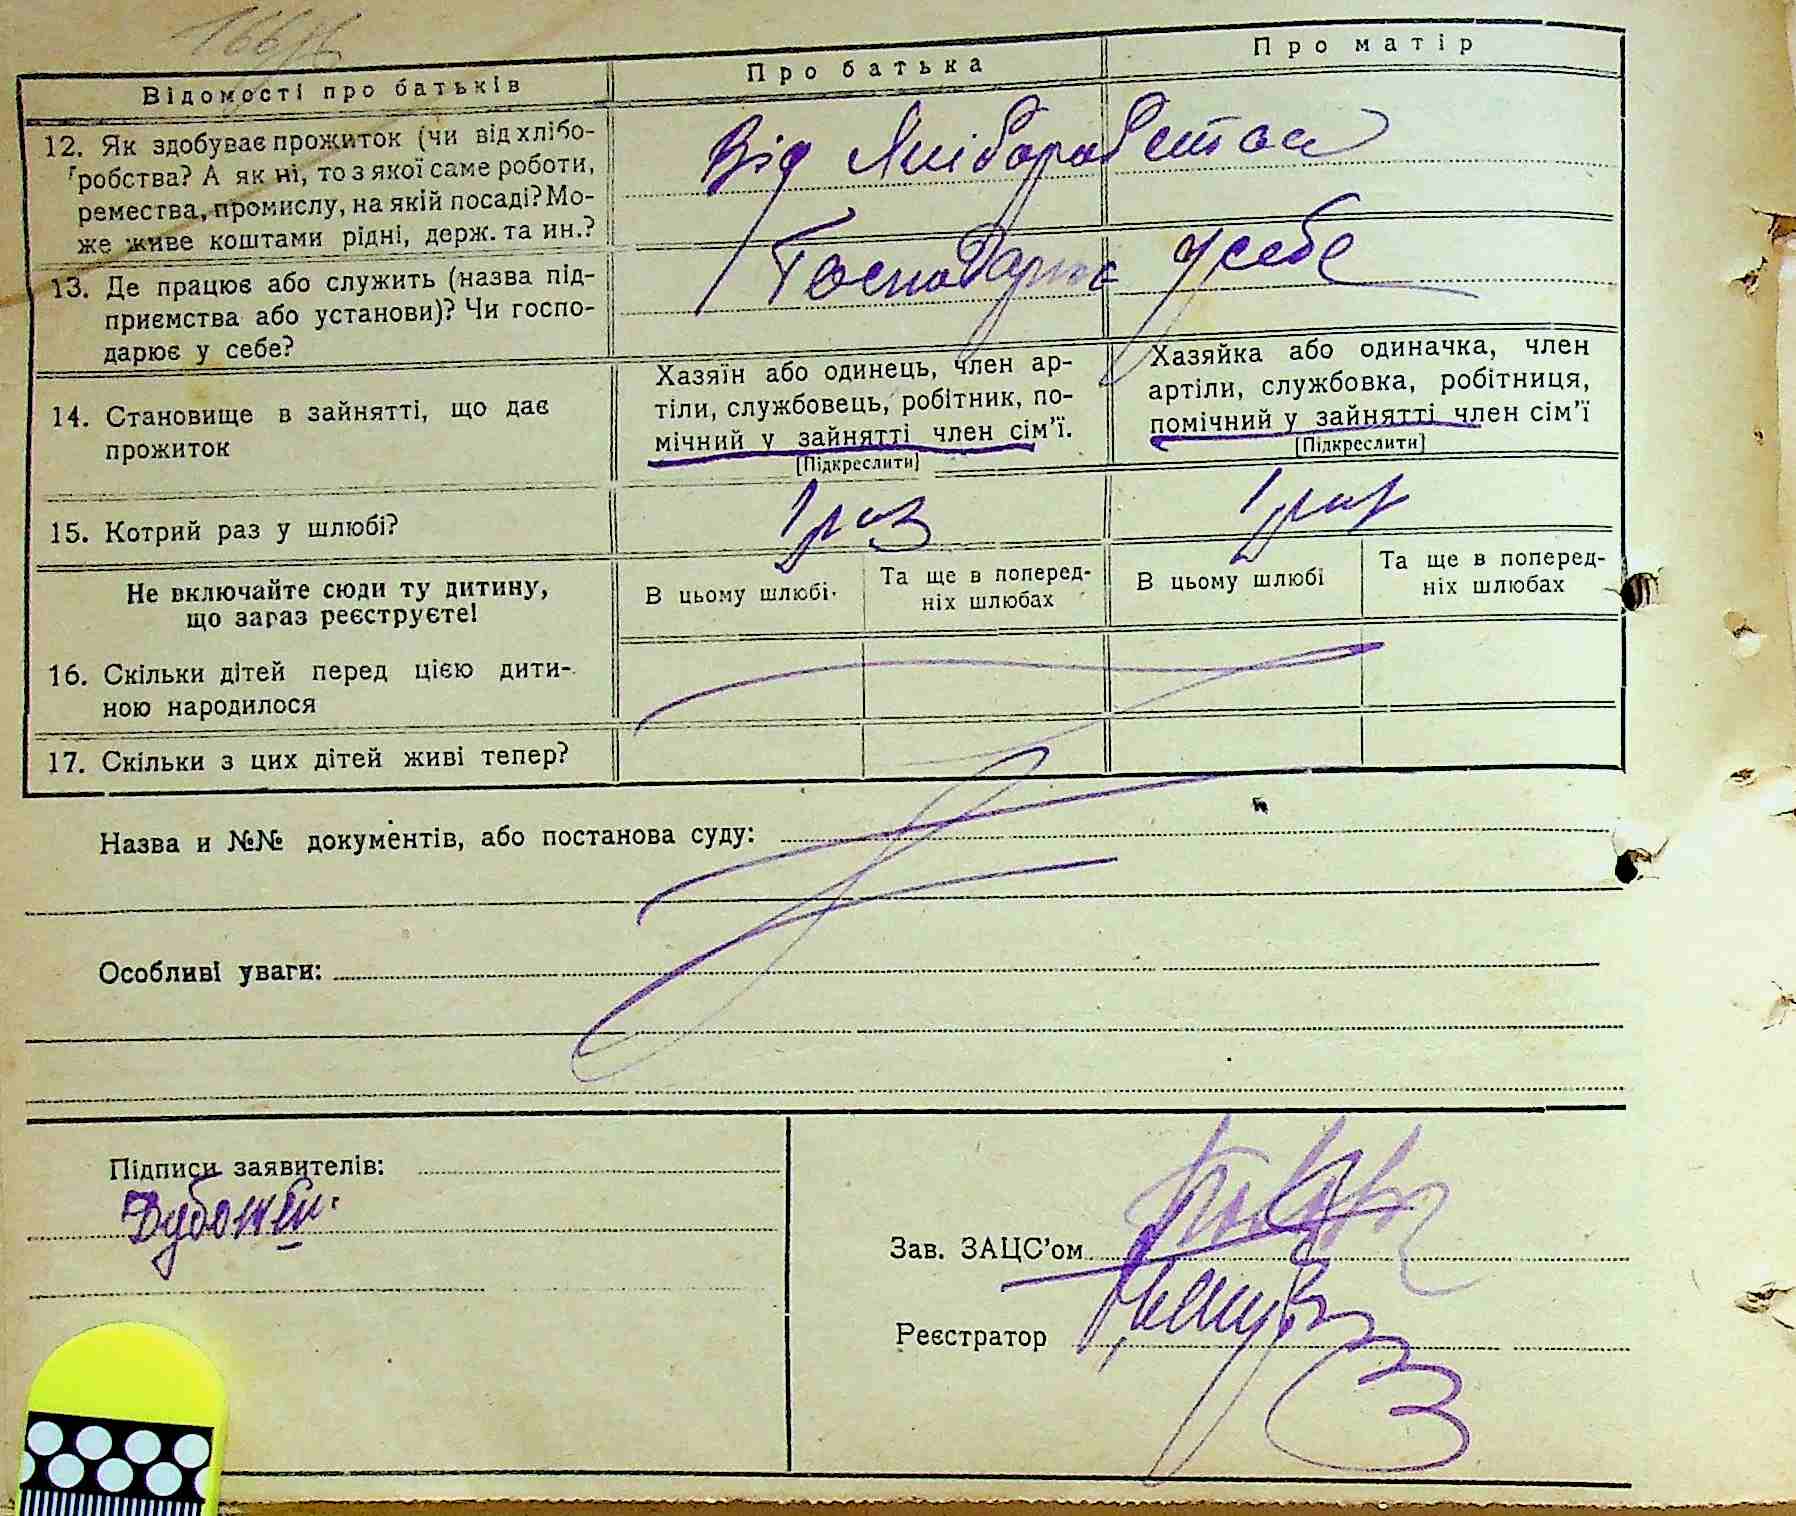 166
Відомості про батьків
Про батька
Про матір
12. Як здобуває прожиток (чи від хлібо-
робства? А як ні, то з якої саме роботи,
ремества, промислу, на якій посаді? Мо-
же живе коштами рідні, держ. та ин.?
Від хліборобства
13. Де працює або служить (назва під-
приємства або установи)? Чи госпо-
дарює у себе?
Господарює у себе
14. Становище в зайнятті, що дає
прожиток
Хазяїн або одинець, член ар-
тілі, службовець, робітник, по-
мічний у зайнятті член сім'ї.
[Підкреслити]
Хазяйка або одиначка, член
артіли, службовка, робітниця,
помічний у зайнятті член сім'ї
[Підкреслити]
15. Котрий раз у шлюбі?
1 раз
1 раз
Не включайте сюди ту дитину,
що зараз реєструєте!
В цьому шлюбі.
Та ще в поперед-
ніх шлюбах
В цьому шлюбі
Та ще в поперед-
ніх шлюбах
16. Скільки дітей перед цією дити-
ною народилося
17. Скільки з цих дітей живі тепер?
Назва и №№ документів, або постанова суду:
Особливі уваги:
Підписи заявителів:
Зав. ЗАЦС'ом
Реєстратор